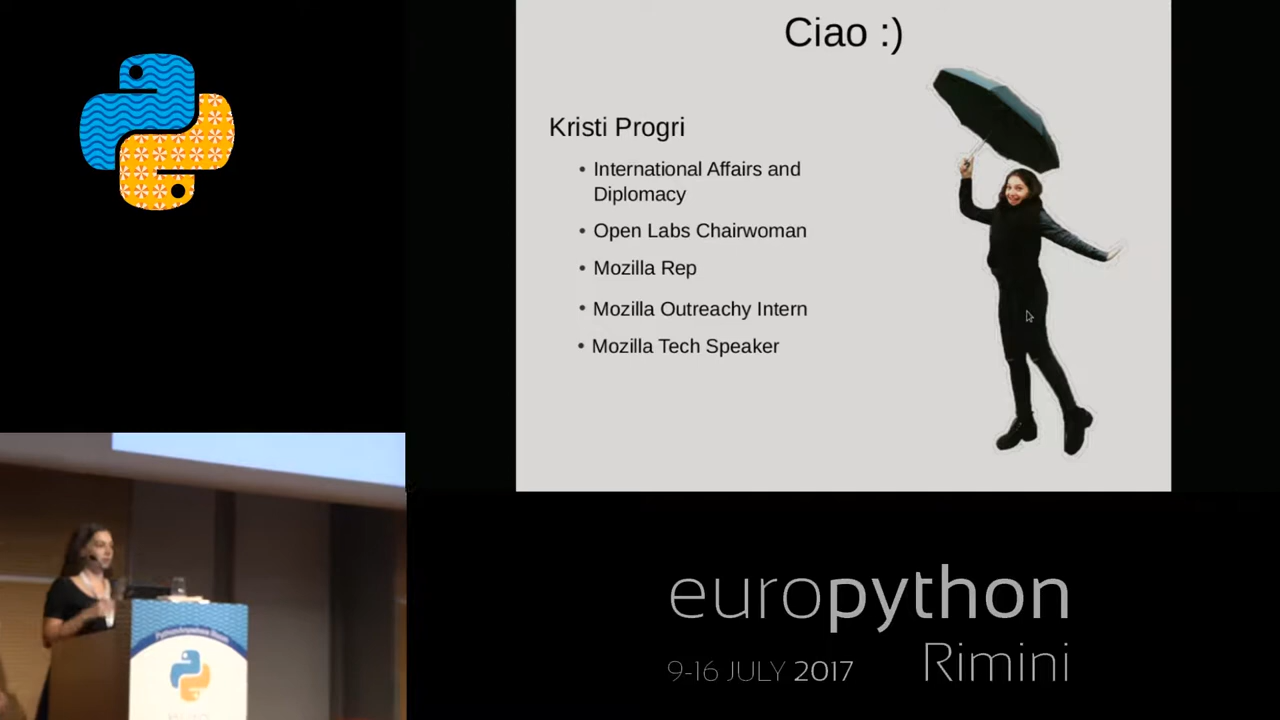 Ciao :)
Kristi Progri
• International Affairs and
Diplomacy
• Open Labs Chairwoman
• Mozilla Rep
• Mozilla Outreachy Intern
• Mozilla Tech Speaker
europython
9-16 JULY 2017 Rimini